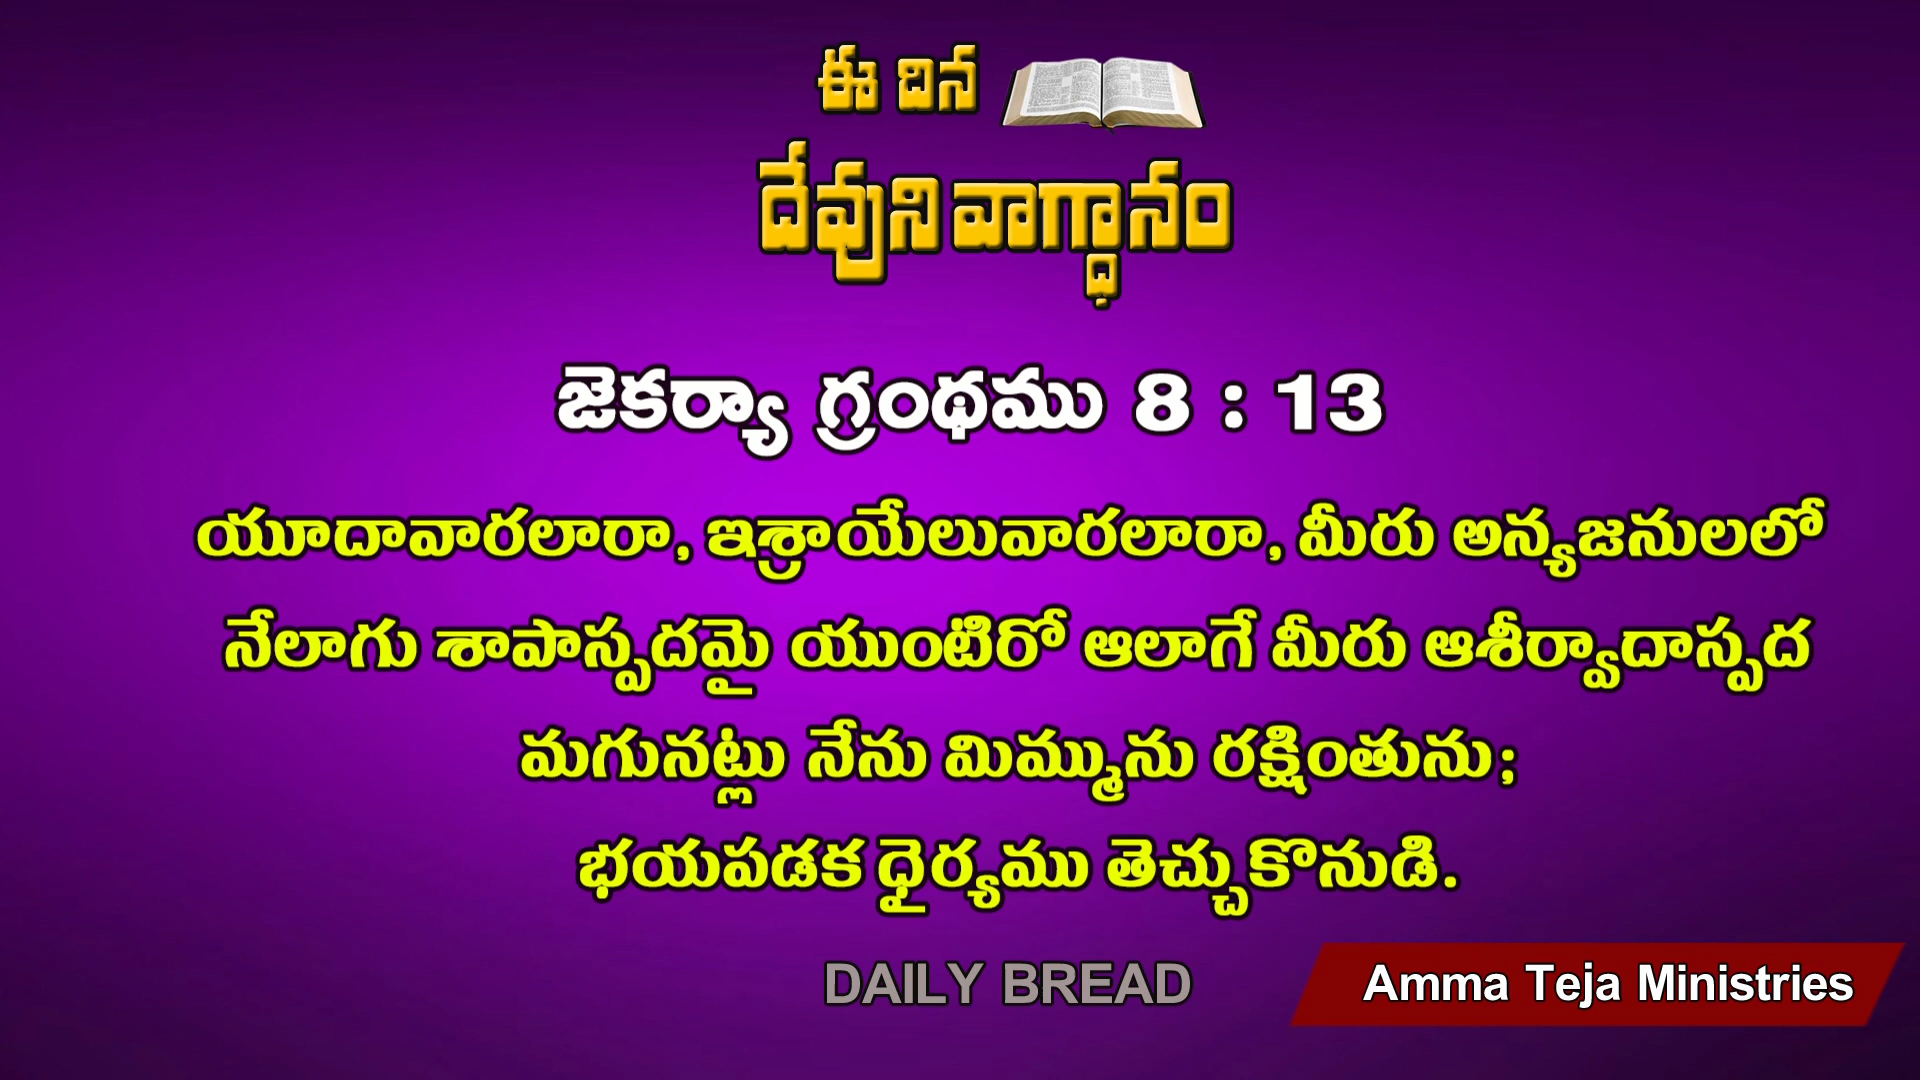 ఈ దిన
దేవుని వాగ్ధానం
జెకర్యా గ్రంథము 8 : 13
యూదావారలారా, ఇశ్రాయేలువారలారా, మీరు అన్యజనులలో
నేలాగు శాపాస్పదమై యుంటిరో ఆలాగే మీరు ఆశీర్వాదాస్పద
మగునట్లు నేను మిమ్మును రక్షింతును;
భయపడక ధైర్యము తెచ్చుకొనుడి.
DAILY BREAD
Amma Teja Ministries